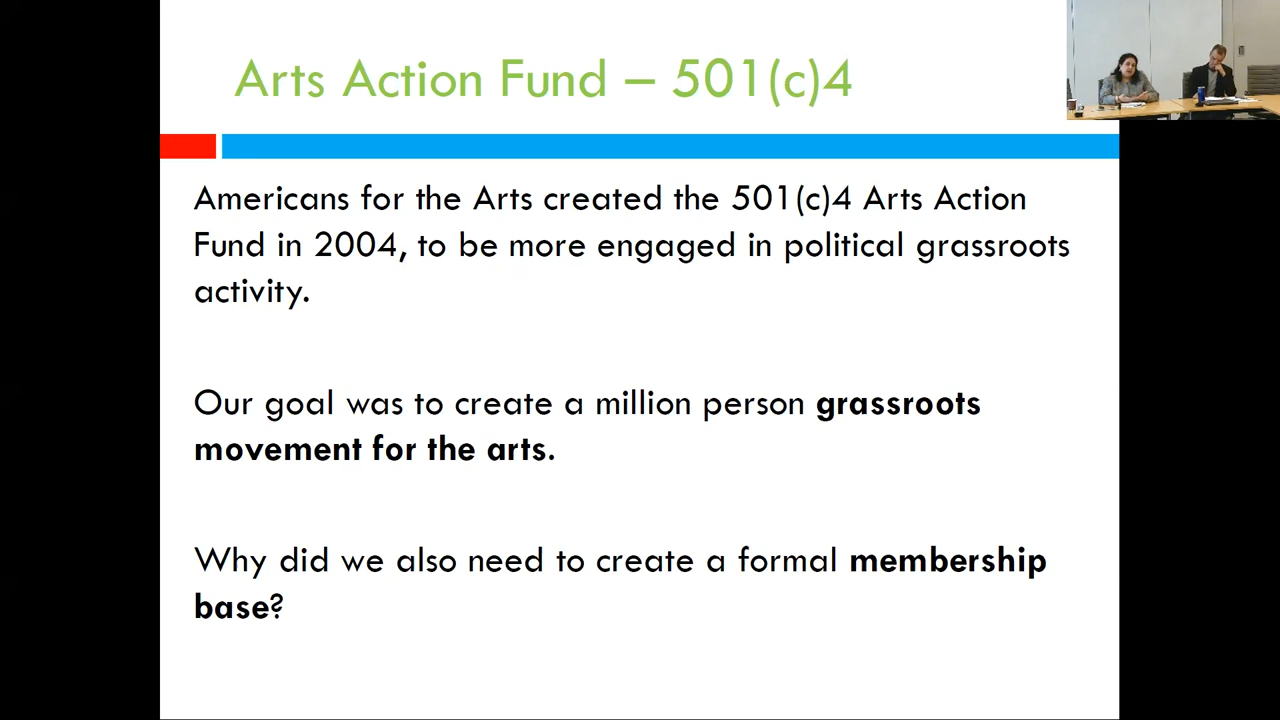 Arts Action Fund – 501(c)4
Americans for the Arts created the 501(c)4 Arts Action
Fund in 2004, to be more engaged in political grassroots
activity.
Our goal was to create a million person grassroots
movement for the arts.
Why did we also need to create a formal membership
base?